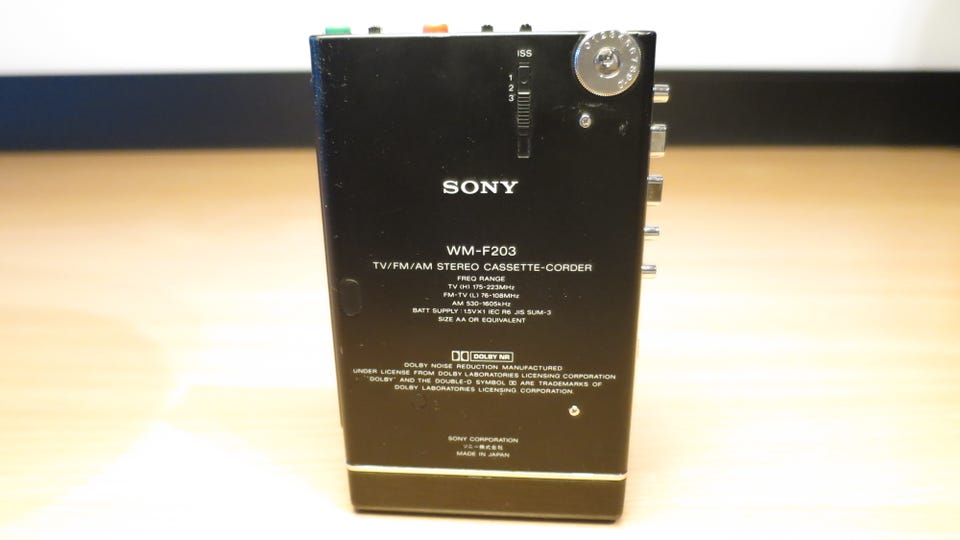 ISS
1
2
3
SONY
WM-F203
TV/FM/AM STEREO CASSETTE-CORDER
FREQ RANGE
TV (H) 175-223MHz
FM-TV (L) 76-108MHz
AM 530-1605kHz
BATT SUPPLY : 1.5V×1 IEC R6 JIS SUM-3
SIZE AA OR EQUIVALENT
DOLBY NR
DOLBY NOISE REDUCTION MANUFACTURED
UNDER LICENSE FROM DOLBY LABORATORIES LICENSING CORPORATION
"DOLBY" AND THE DOUBLE-D SYMBOL DD ARE TRADEMARKS OF
DOLBY LABORATORIES LICENSING CORPORATION.
SONY CORPORATION
ソニー株式会社
MADE IN JAPAN